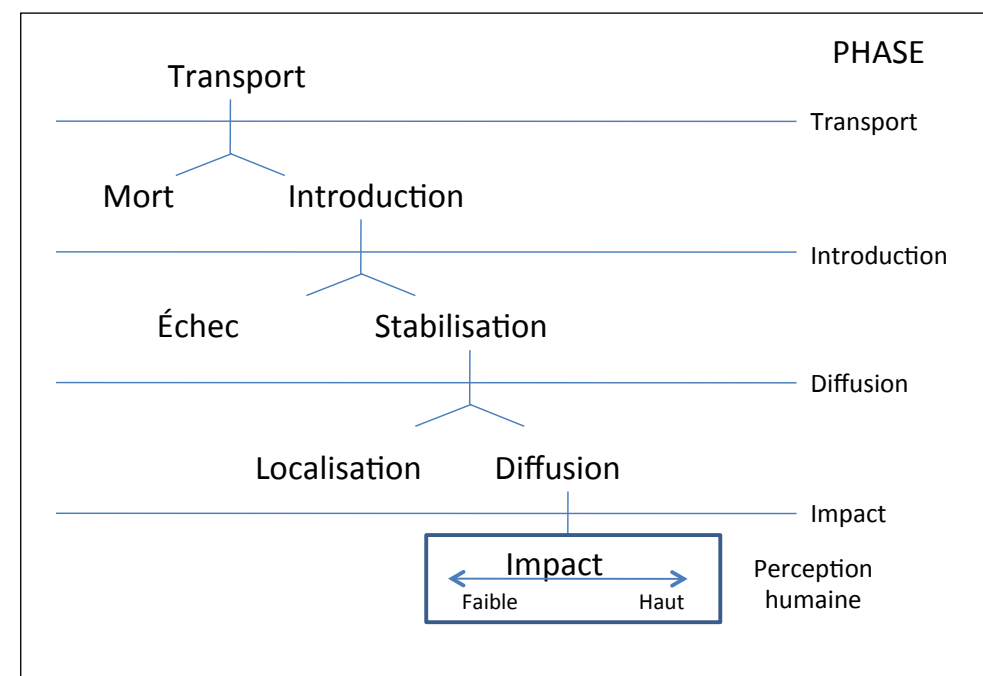 PHASE
Transport
Transport
Mort
Introduction
Introduction
Échec
Stabilisation
Diffusion
Localisation
Diffusion
Impact
Impact
Faible
Haut
Perception
humaine